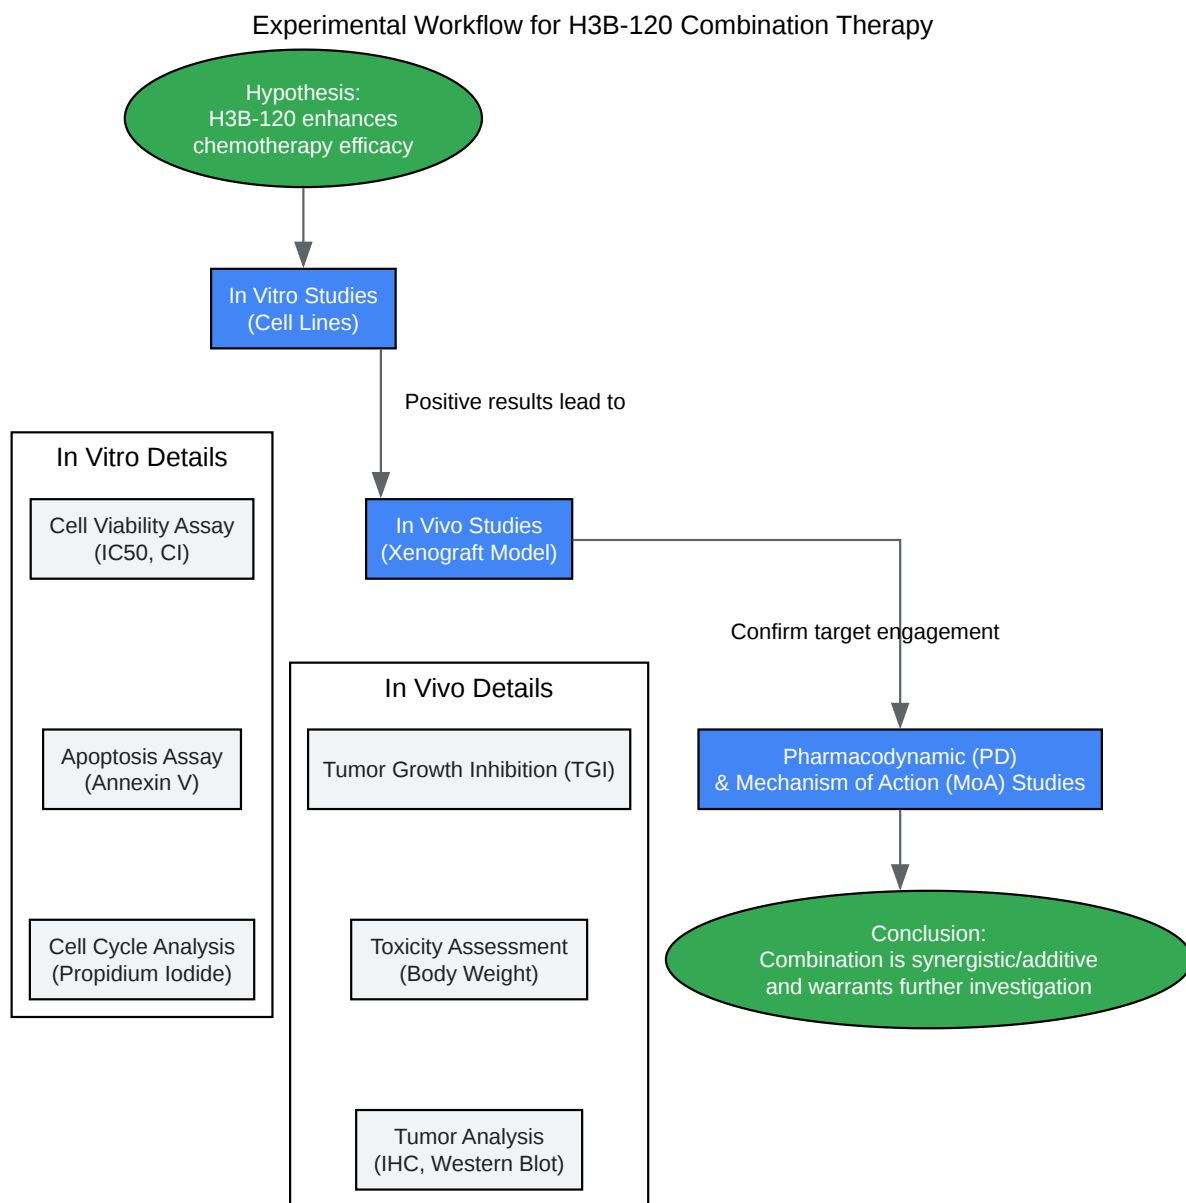 Experimental Workflow for H3B-120 Combination Therapy
Hypothesis:
H3B-120 enhances
chemotherapy efficacy
In Vitro Studies
(Cell Lines)
Positive results lead to
In Vitro Details
Cell Viability Assay
(IC50, CI)
In Vivo Studies
(Xenograft Model)
Confirm target engagement
In Vivo Details
Apoptosis Assay
(Annexin V)
Tumor Growth Inhibition (TGI)
Pharmacodynamic (PD)
& Mechanism of Action (MoA) Studies
Cell Cycle Analysis
(Propidium Iodide)
Toxicity Assessment
(Body Weight)
Conclusion:
Combination is synergistic/additive
and warrants further investigation
Tumor Analysis
(IHC, Western Blot)